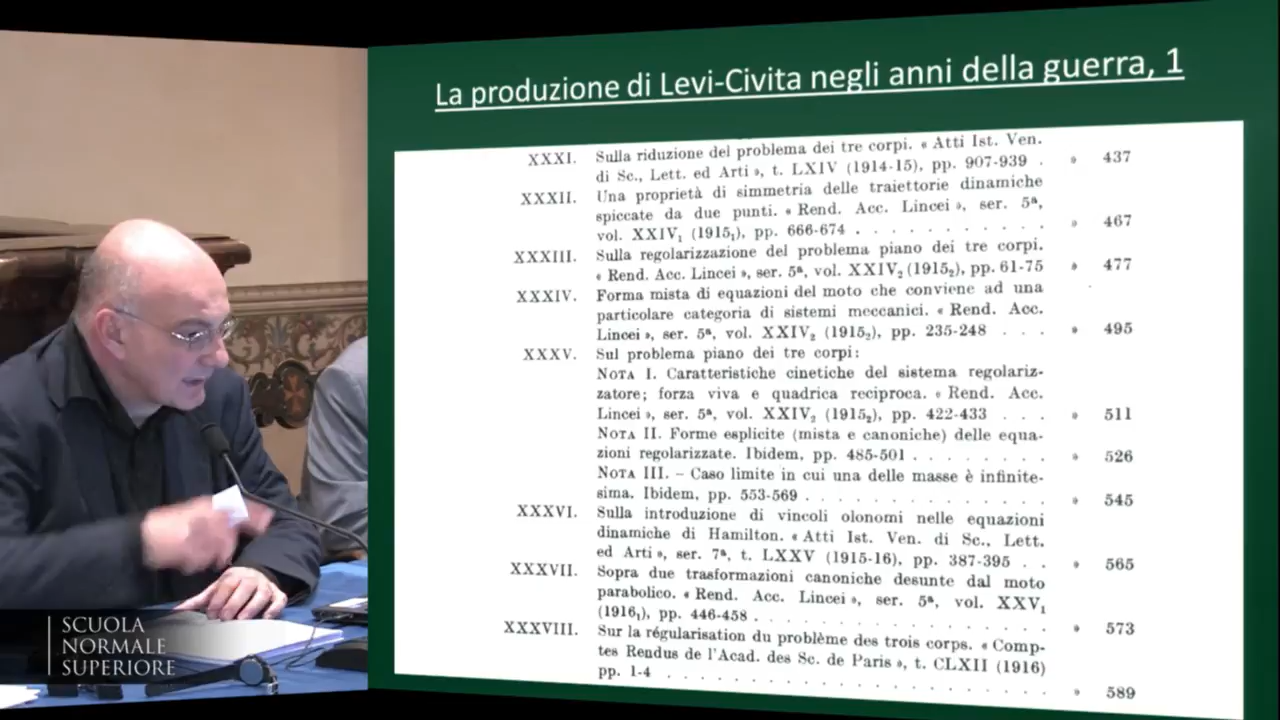 La produzione di Levi-Civita negli anni della guerra, 1
XXXI. Sulla riduzione del problema dei tre corpi. « Atti Ist. Ven.
di Sc., Lett. ed Arti », t. LXIV (1914-15), pp. 907-939 . » 437
XXXII. Una proprietà di simmetria delle traiettorie dinamiche
spiccate da due punti. « Rend. Acc. Lincei », ser. 5ª,
vol. XXIV₁ (1915₁), pp. 666-674 . . . . . . . . . . » 467
XXXIII. Sulla regolarizzazione del problema piano dei tre corpi.
« Rend. Acc. Lincei », ser. 5ª, vol. XXIV₂ (1915₂), pp. 61-75 » 477
XXXIV. Forma mista di equazioni del moto che conviene ad una
particolare categoria di sistemi meccanici. « Rend. Acc.
Lincei », ser. 5ª, vol. XXIV₂ (1915₂), pp. 235-248 . . . » 495
XXXV. Sul problema piano dei tre corpi:
NOTA I. Caratteristiche cinetiche del sistema regolariz-
zatore; forza viva e quadrica reciproca. « Rend. Acc.
Lincei », ser. 5ª, vol. XXIV₂ (1915₂), pp. 422-433 . . . » 511
NOTA II. Forme esplicite (mista e canoniche) delle equa-
zioni regolarizzate. Ibidem, pp. 485-501 . . . . . . . . » 526
NOTA III. – Caso limite in cui una delle masse è infinite-
sima. Ibidem, pp. 553-569 . . . . . . . . . . . . . » 545
XXXVI. Sulla introduzione di vincoli olonomi nelle equazioni
dinamiche di Hamilton. « Atti Ist. Ven. di Sc., Lett.
ed Arti », ser. 7ª, t. LXXV (1915-16), pp. 387-395 . . » 565
XXXVII. Sopra due trasformazioni canoniche desunte dal moto
parabolico. « Rend. Acc. Lincei », ser. 5ª, vol. XXV₁
(1916₁), pp. 446-458 . . . . . . . . . . . . . . . . » 573
XXXVIII. Sur la régularisation du problème des trois corps. « Comp-
tes Rendus de l'Acad. des Sc. de Paris », t. CLXII (1916)
pp. 1-4 . . . . . . . . . . . . . . . . . . . . . » 589
SCUOLA
NORMALE
SUPERIORE